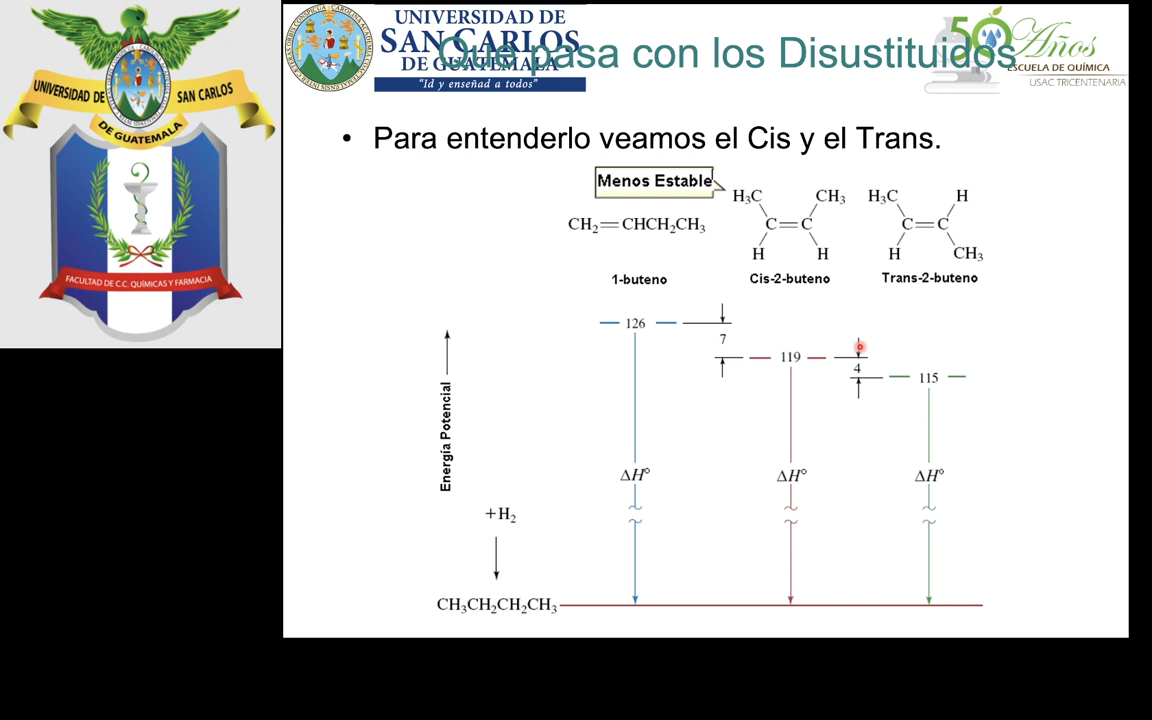 UNIVERSIDAD DE SAN CARLOS
DE GUATEMALA
FACULTAD DE C.C. QUÍMICAS Y FARMACIA
UNIVERSIDAD DE
SAN CARLOS
DE GUATEMALA
"Id y enseñad a todos"
50 Años
ESCUELA DE QUÍMICA
USAC TRICENTENARIA
Que pasa con los Disustituidos
• Para entenderlo veamos el Cis y el Trans.
Menos Estable
CH₂=CHCH₂CH₃
1-buteno
H₃C CH₃
C=C
H H
Cis-2-buteno
H₃C H
C=C
H CH₃
Trans-2-buteno
126
7
119
4
115
Energía Potencial
ΔH° ΔH° ΔH°
+H₂
CH₃CH₂CH₂CH₃